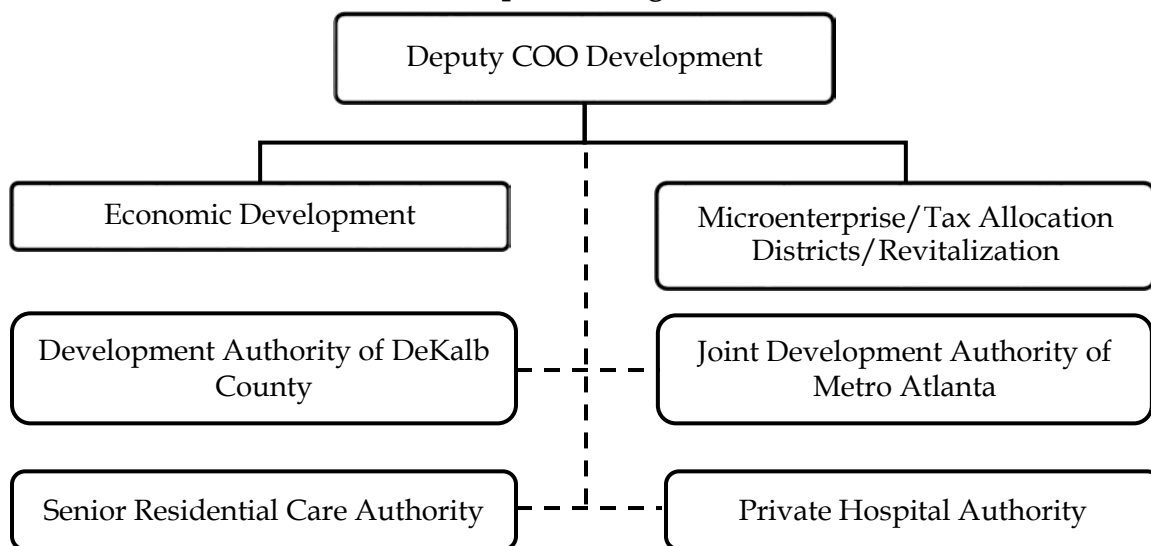 Deputy COO Development
Economic Development
Microenterprise/Tax Allocation
Districts/Revitalization
Development Authority of DeKalb
County
Joint Development Authority of
Metro Atlanta
Senior Residential Care Authority
Private Hospital Authority